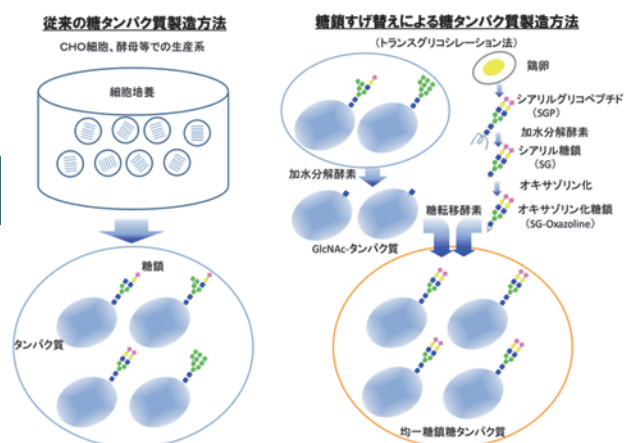 従来の糖タンパク質製造方法
CHO細胞、酵母等での生産系
細胞培養
糖鎖
タンパク質
糖鎖すげ替えによる糖タンパク質製造方法
(トランスグリコシレーション法)
鶏卵
シアリルグリコペプチド
(SGP)
加水分解酵素
シアリル糖鎖
(SG)
オキサゾリン化
オキサゾリン化糖鎖
(SG-Oxazoline)
加水分解酵素
糖転移酵素
GlcNAc-タンパク質
均一糖鎖糖タンパク質